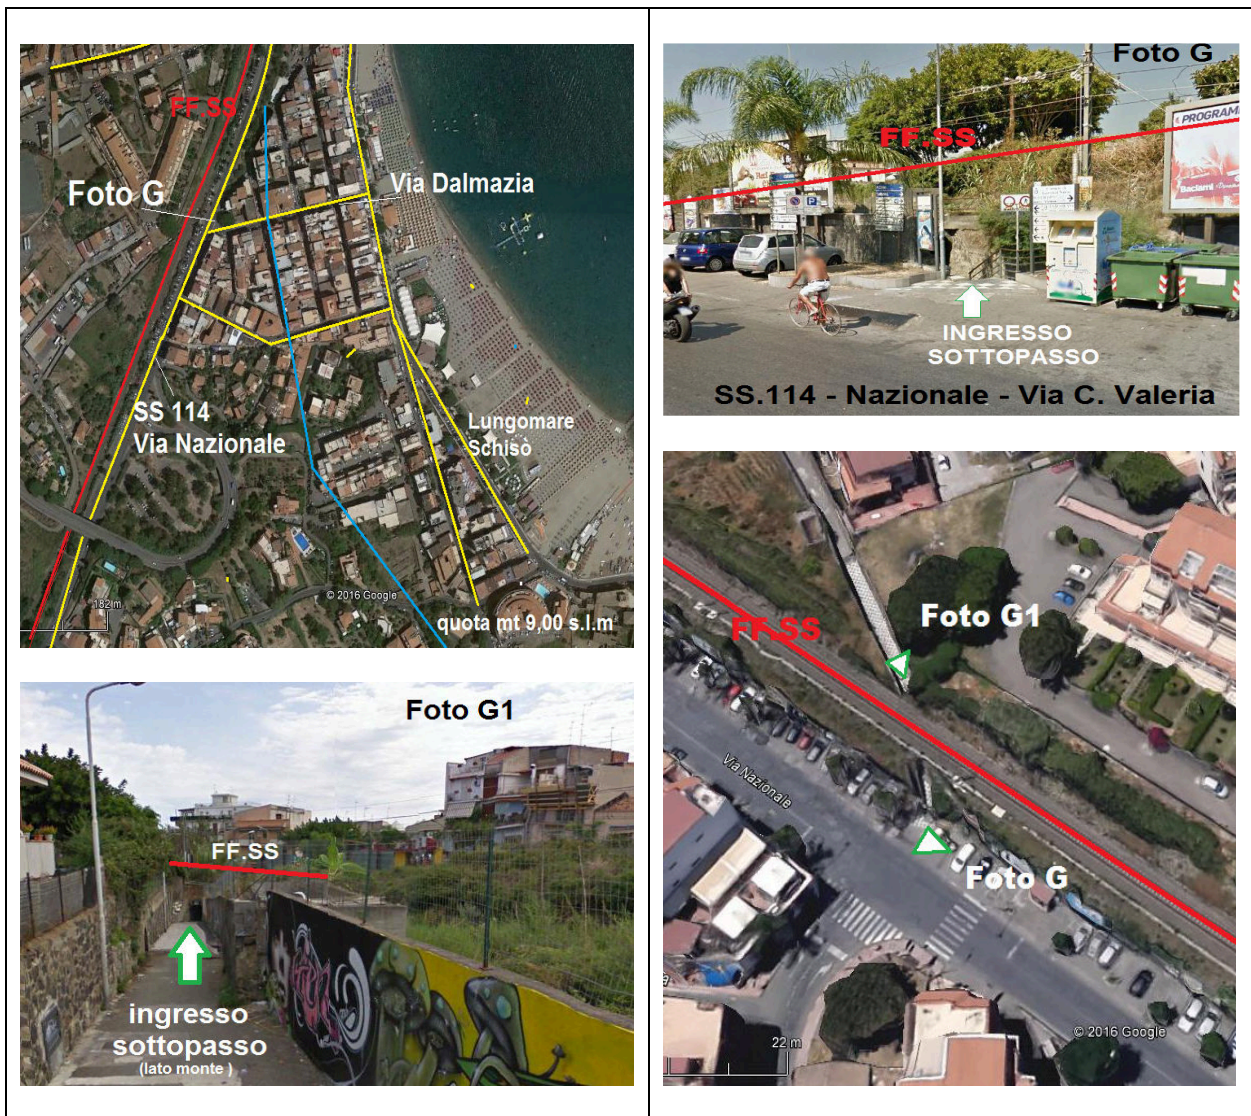 FF.SS
Foto G
Via Dalmazia
SS 114
Via Nazionale
Lungomare
Schisò
182 m
© 2016 Google
quota mt 9,00 s.l.m
Foto G1
FF.SS
ingresso
sottopasso
(lato monte )
Foto G
PROGRAM
FF.SS
Baciami
P
INGRESSO
SOTTOPASSO
SS.114 - Nazionale - Via C. Valeria
Foto G1
FF.SS
Via Nazionale
Foto G
© 2016 Google
22 m